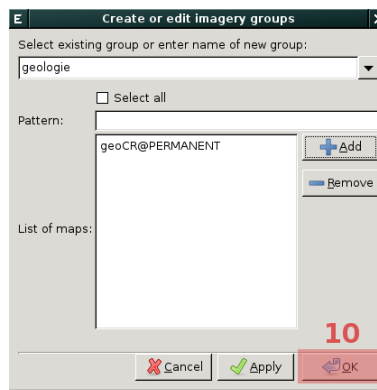 E Create or edit imagery groups
Select existing group or enter name of new group:
geologie
Select all
Pattern:
geoCR@PERMANENT
Add
Remove
List of maps:
10
Cancel Apply OK